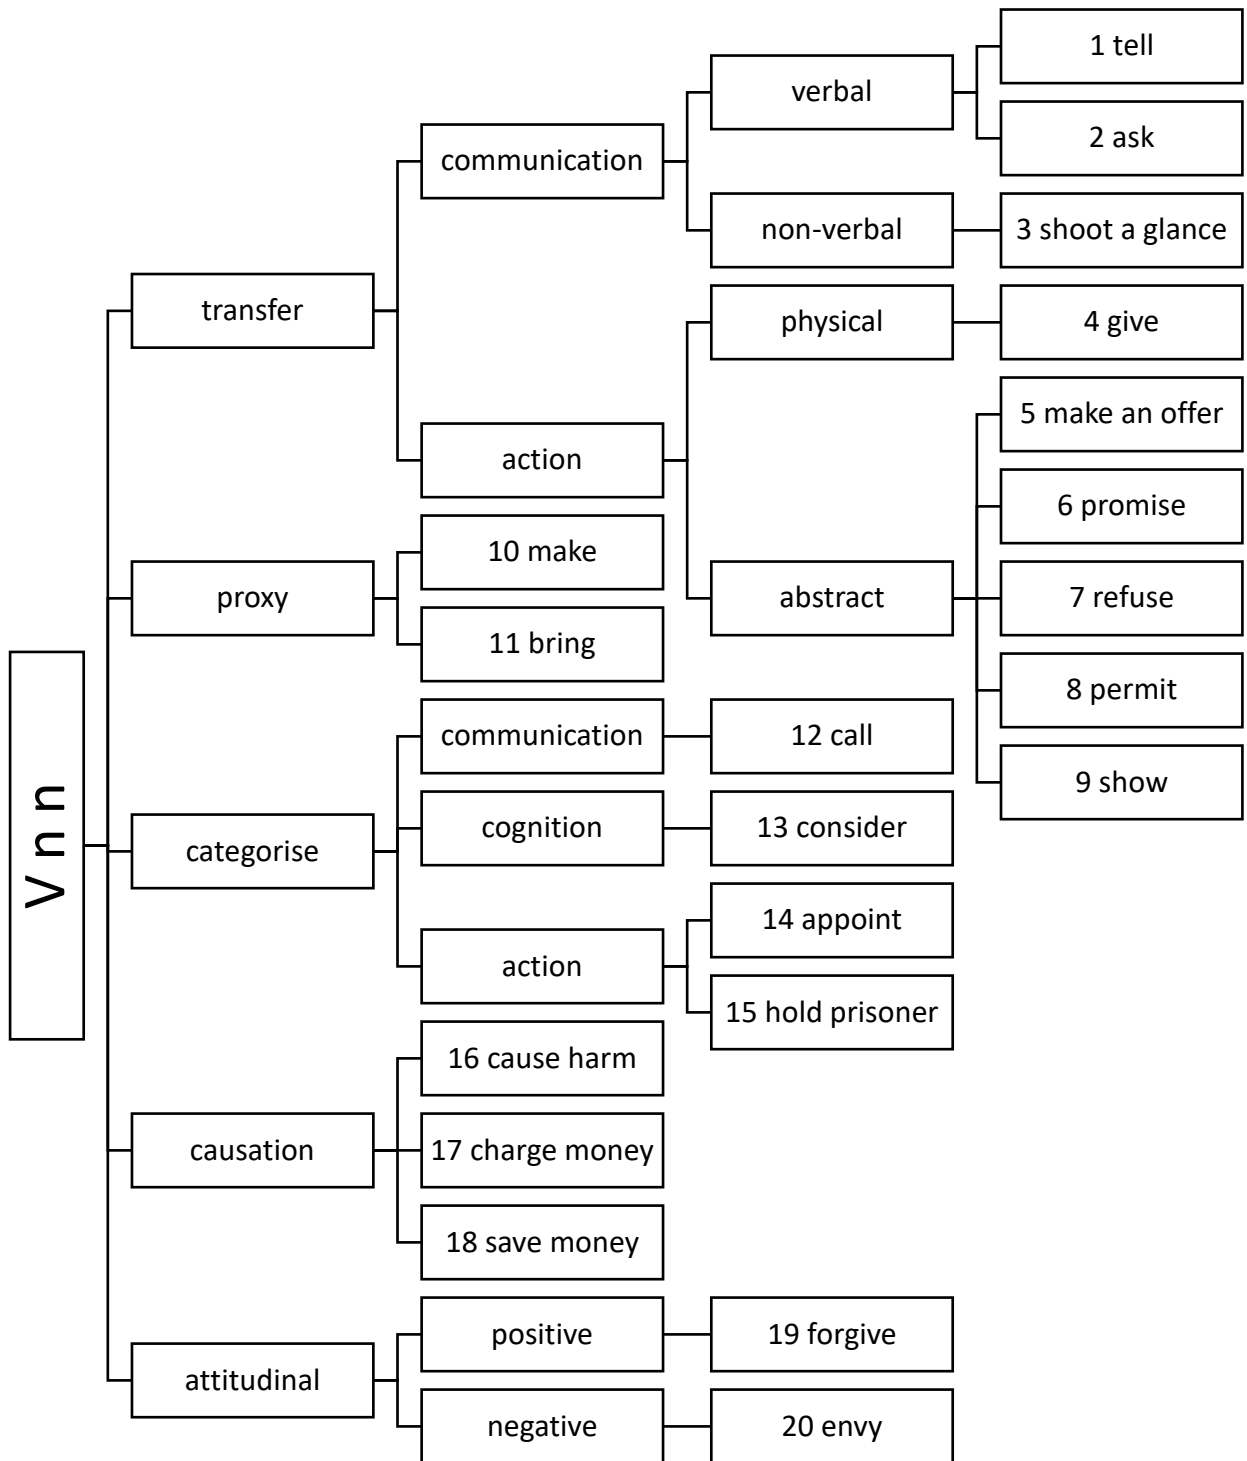 V n n
transfer
communication
verbal
1 tell
2 ask
non-verbal
3 shoot a glance
action
physical
4 give
abstract
5 make an offer
6 promise
7 refuse
8 permit
9 show
proxy
10 make
11 bring
categorise
communication
12 call
cognition
13 consider
action
14 appoint
15 hold prisoner
causation
16 cause harm
17 charge money
18 save money
attitudinal
positive
19 forgive
negative
20 envy